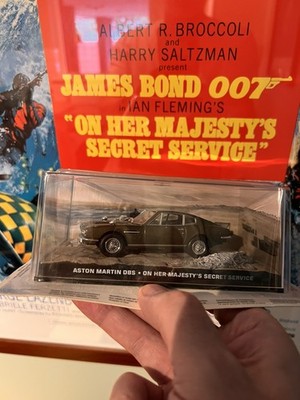 ALBERT R. BROCCOLI
and
HARRY SALTZMAN
present
JAMES BOND 007
in IAN FLEMING'S
"ON HER MAJESTY'S
SECRET SERVICE"
ASTON MARTIN DBS • ON HER MAJESTY'S SECRET SERVICE